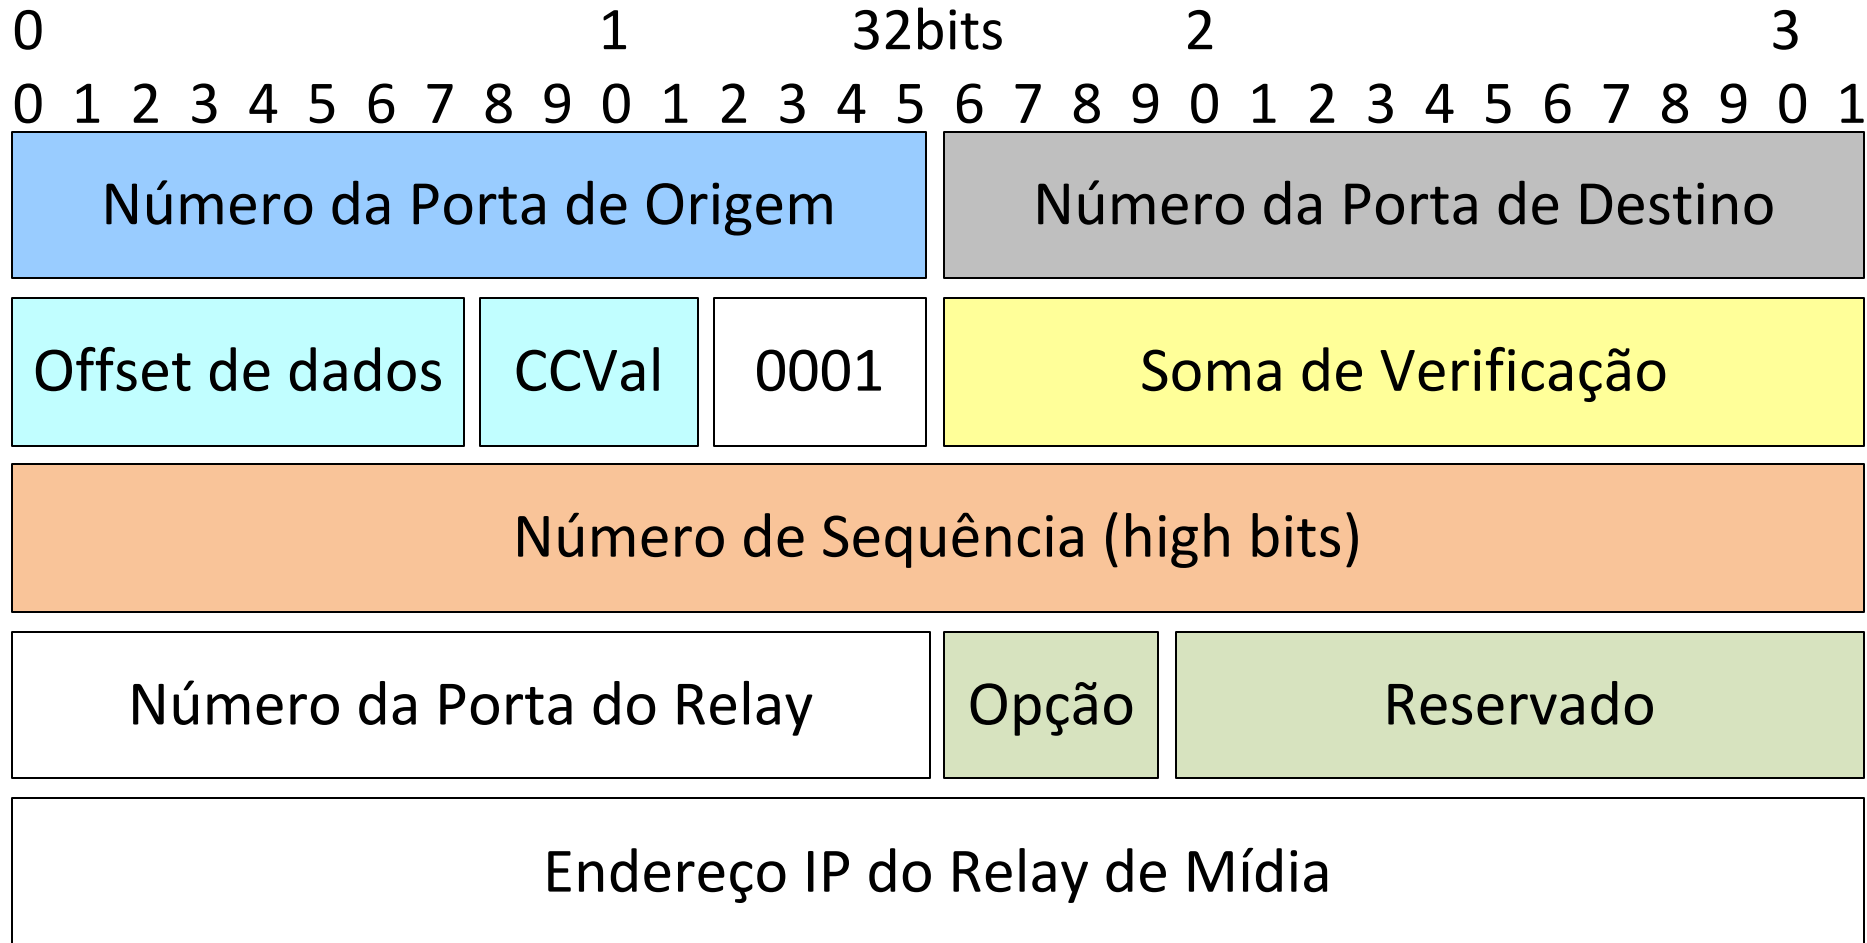 0 1 32bits 2 3
0 1 2 3 4 5 6 7 8 9 0 1 2 3 4 5 6 7 8 9 0 1 2 3 4 5 6 7 8 9 0 1
Número da Porta de Origem Número da Porta de Destino
Offset de dados CCVal 0001 Soma de Verificação
Número de Sequência (high bits)
Número da Porta do Relay Opção Reservado
Endereço IP do Relay de Mídia